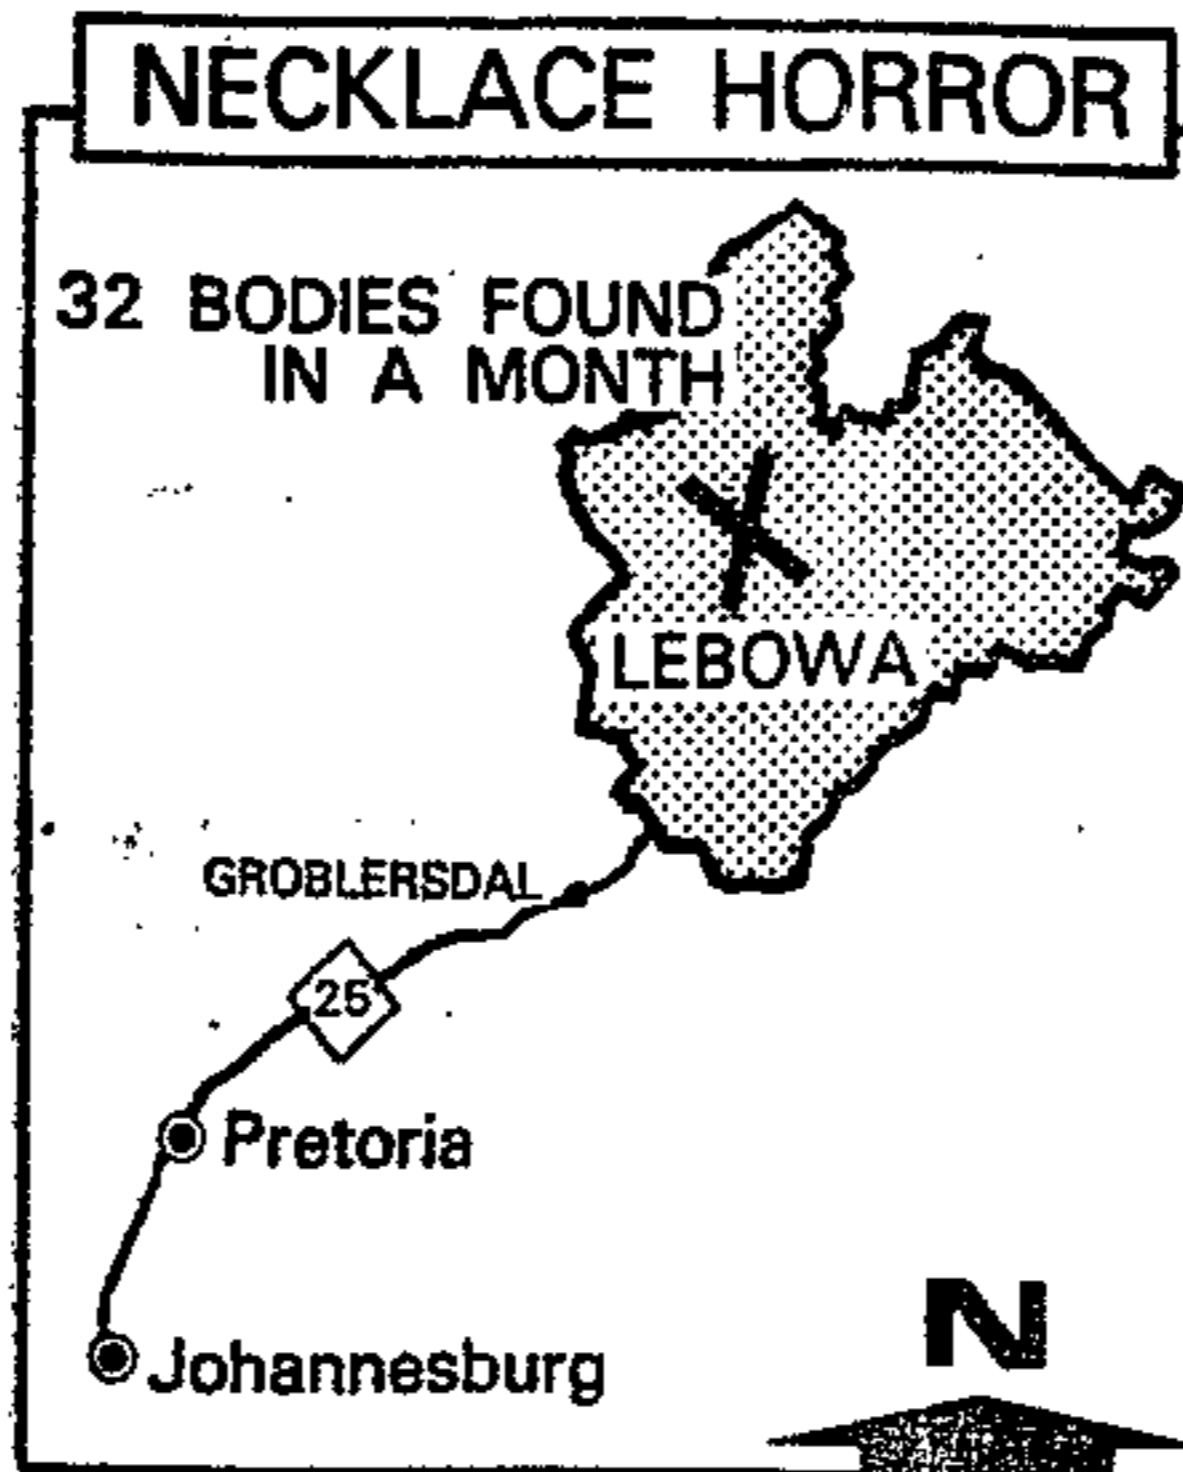 NECKLACE HORROR
32 BODIES FOUND
IN A MONTH
LEBOWA
GROBLERSDAL
25
Pretoria
Johannesburg
N